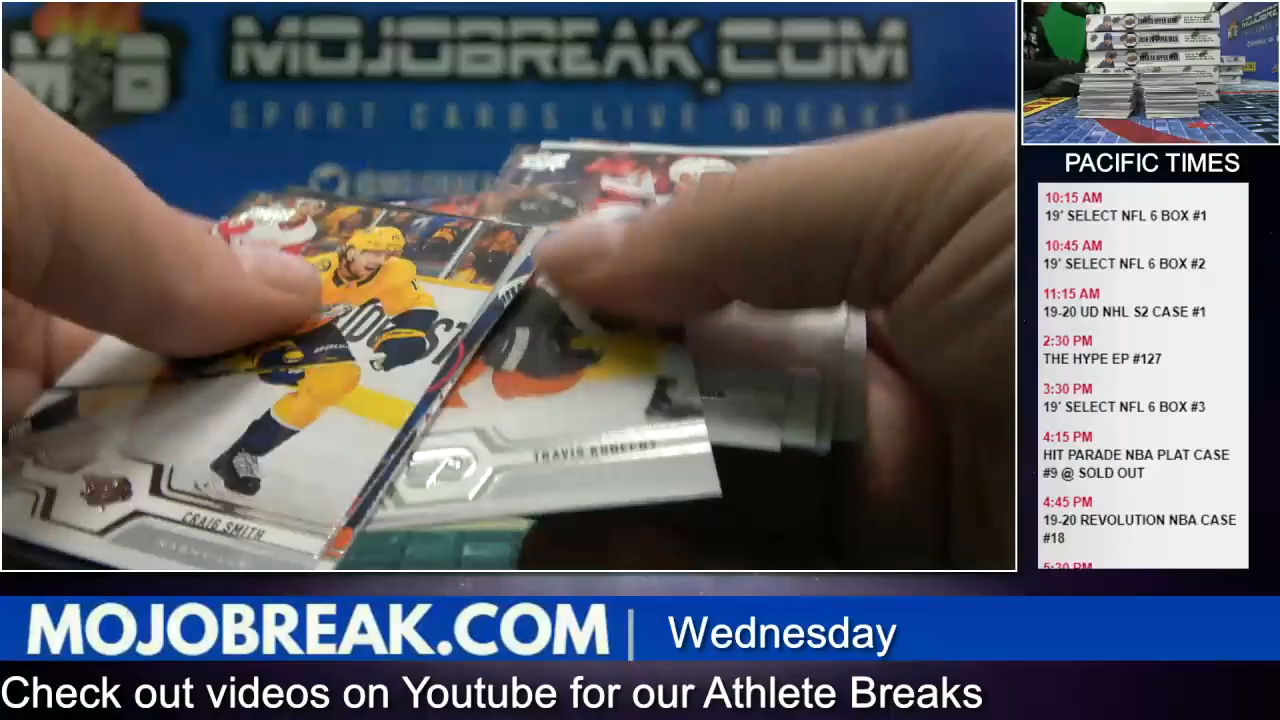 MOJOBREAK.COM
SPORT CARDS LIVE BREAKS
CRAIG SMITH
PACIFIC TIMES
10:15 AM
19' SELECT NFL 6 BOX #1
10:45 AM
19' SELECT NFL 6 BOX #2
11:15 AM
19-20 UD NHL S2 CASE #1
2:30 PM
THE HYPE EP #127
3:30 PM
19' SELECT NFL 6 BOX #3
4:15 PM
HIT PARADE NBA PLAT CASE
#9 @ SOLD OUT
4:45 PM
19-20 REVOLUTION NBA CASE
#18
5:30 PM
MOJOBREAK.COM | Wednesday
Check out videos on Youtube for our Athlete Breaks